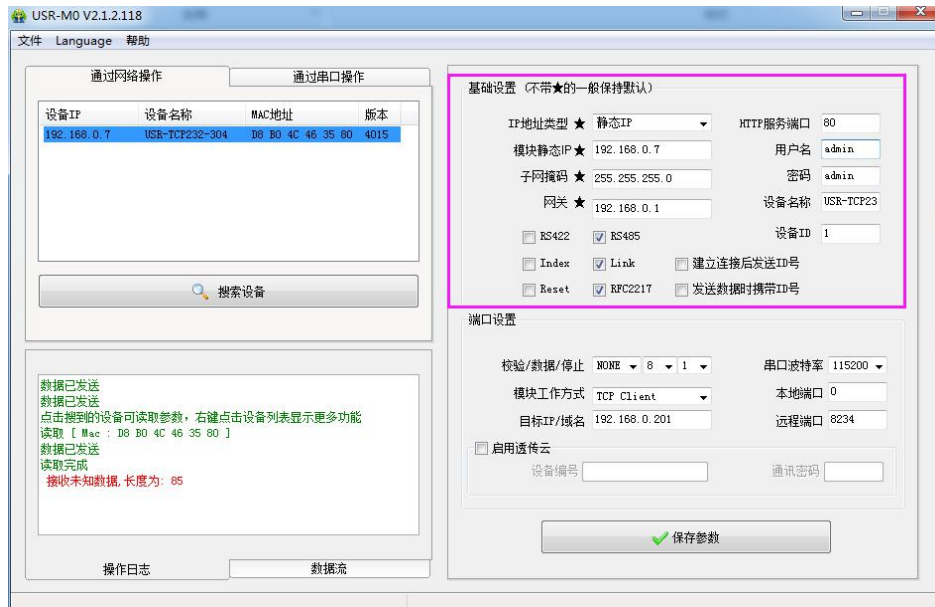 USR-M0 V2.1.2.118
文件 Language 帮助
通过网络操作 通过串口操作
设备IP 设备名称 MAC地址 版本
192.168.0.7 USR-TCP232-304 D8 B0 4C 46 35 80 4015
搜索设备
数据已发送
数据已发送
点击搜到的设备可读取参数，右键点击设备列表显示更多功能
读取 [ Mac : D8 B0 4C 46 35 80 ]
数据已发送
读取完成
接收未知数据,长度为: 85
操作日志 数据流
基础设置（不带★的一般保持默认）
IP地址类型 ★ 静态IP HTTP服务端口 80
模块静态IP★ 192.168.0.7 用户名 admin
子网掩码 ★ 255.255.255.0 密码 admin
网关 ★ 192.168.0.1 设备名称 USR-TCP23
RS422 RS485 设备ID 1
Index Link 建立连接后发送ID号
Reset RFC2217 发送数据时携带ID号
端口设置
校验/数据/停止 NONE 8 1 串口波特率 115200
模块工作方式 TCP Client 本地端口 0
目标IP/域名 192.168.0.201 远程端口 8234
启用透传云
设备编号 通讯密码
保存参数